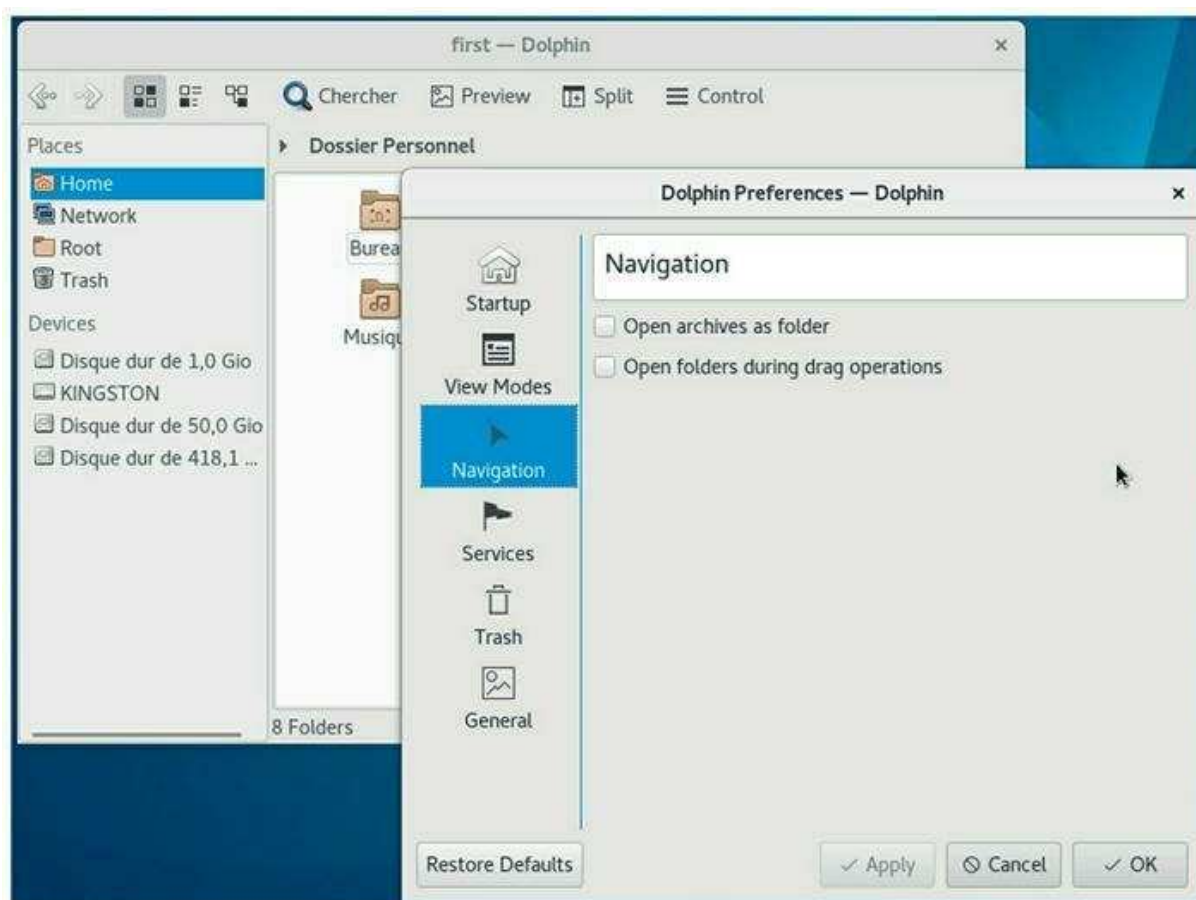 first — Dolphin
Chercher Preview Split Control
Places
Home
Network
Root
Trash
Devices
Disque dur de 1,0 Gio
KINGSTON
Disque dur de 50,0 Gio
Disque dur de 418,1 ...
Dossier Personnel
Burea
Musiqu
8 Folders
Dolphin Preferences — Dolphin
Startup
View Modes
Navigation
Services
Trash
General
Navigation
Open archives as folder
Open folders during drag operations
Restore Defaults Apply Cancel OK